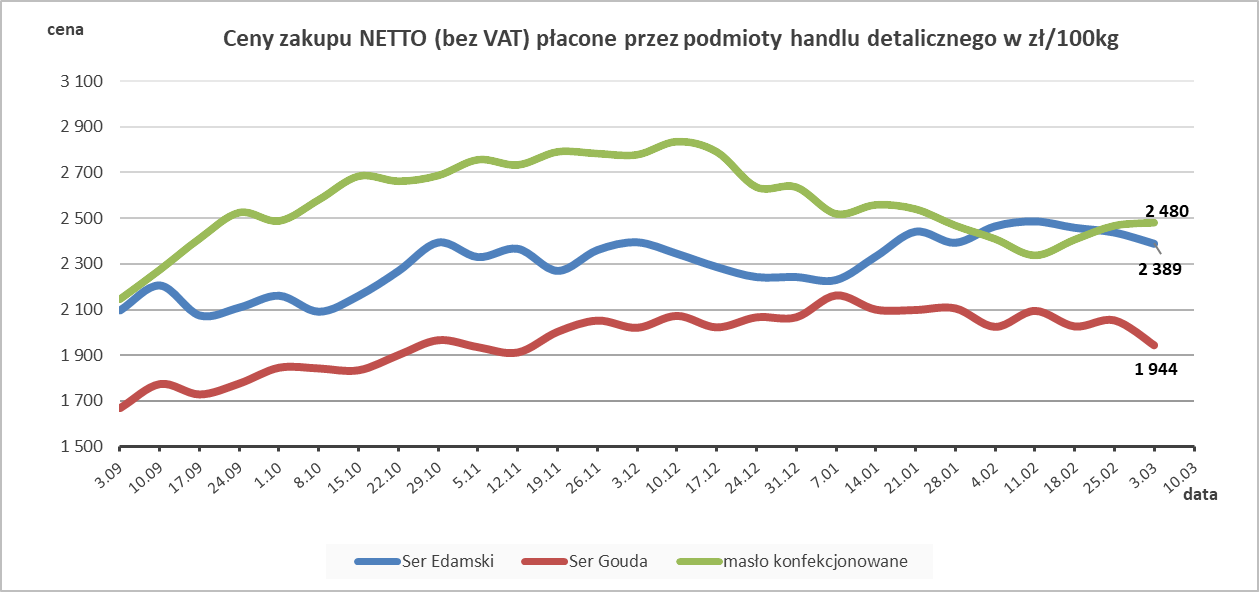 cena
Ceny zakupu NETTO (bez VAT) płacone przez podmioty handlu detalicznego w zł/100kg
3 100
2 900
2 700
2 500
2 300
2 100
1 900
1 700
1 500
2 480
2 389
1 944
3.09 10.09 17.09 24.09 1.10 8.10 15.10 22.10 29.10 5.11 12.11 19.11 26.11 3.12 10.12 17.12 24.12 31.12 7.01 14.01 21.01 28.01 4.02 11.02 18.02 25.02 3.03 10.03
data
Ser Edamski Ser Gouda masło konfekcjonowane